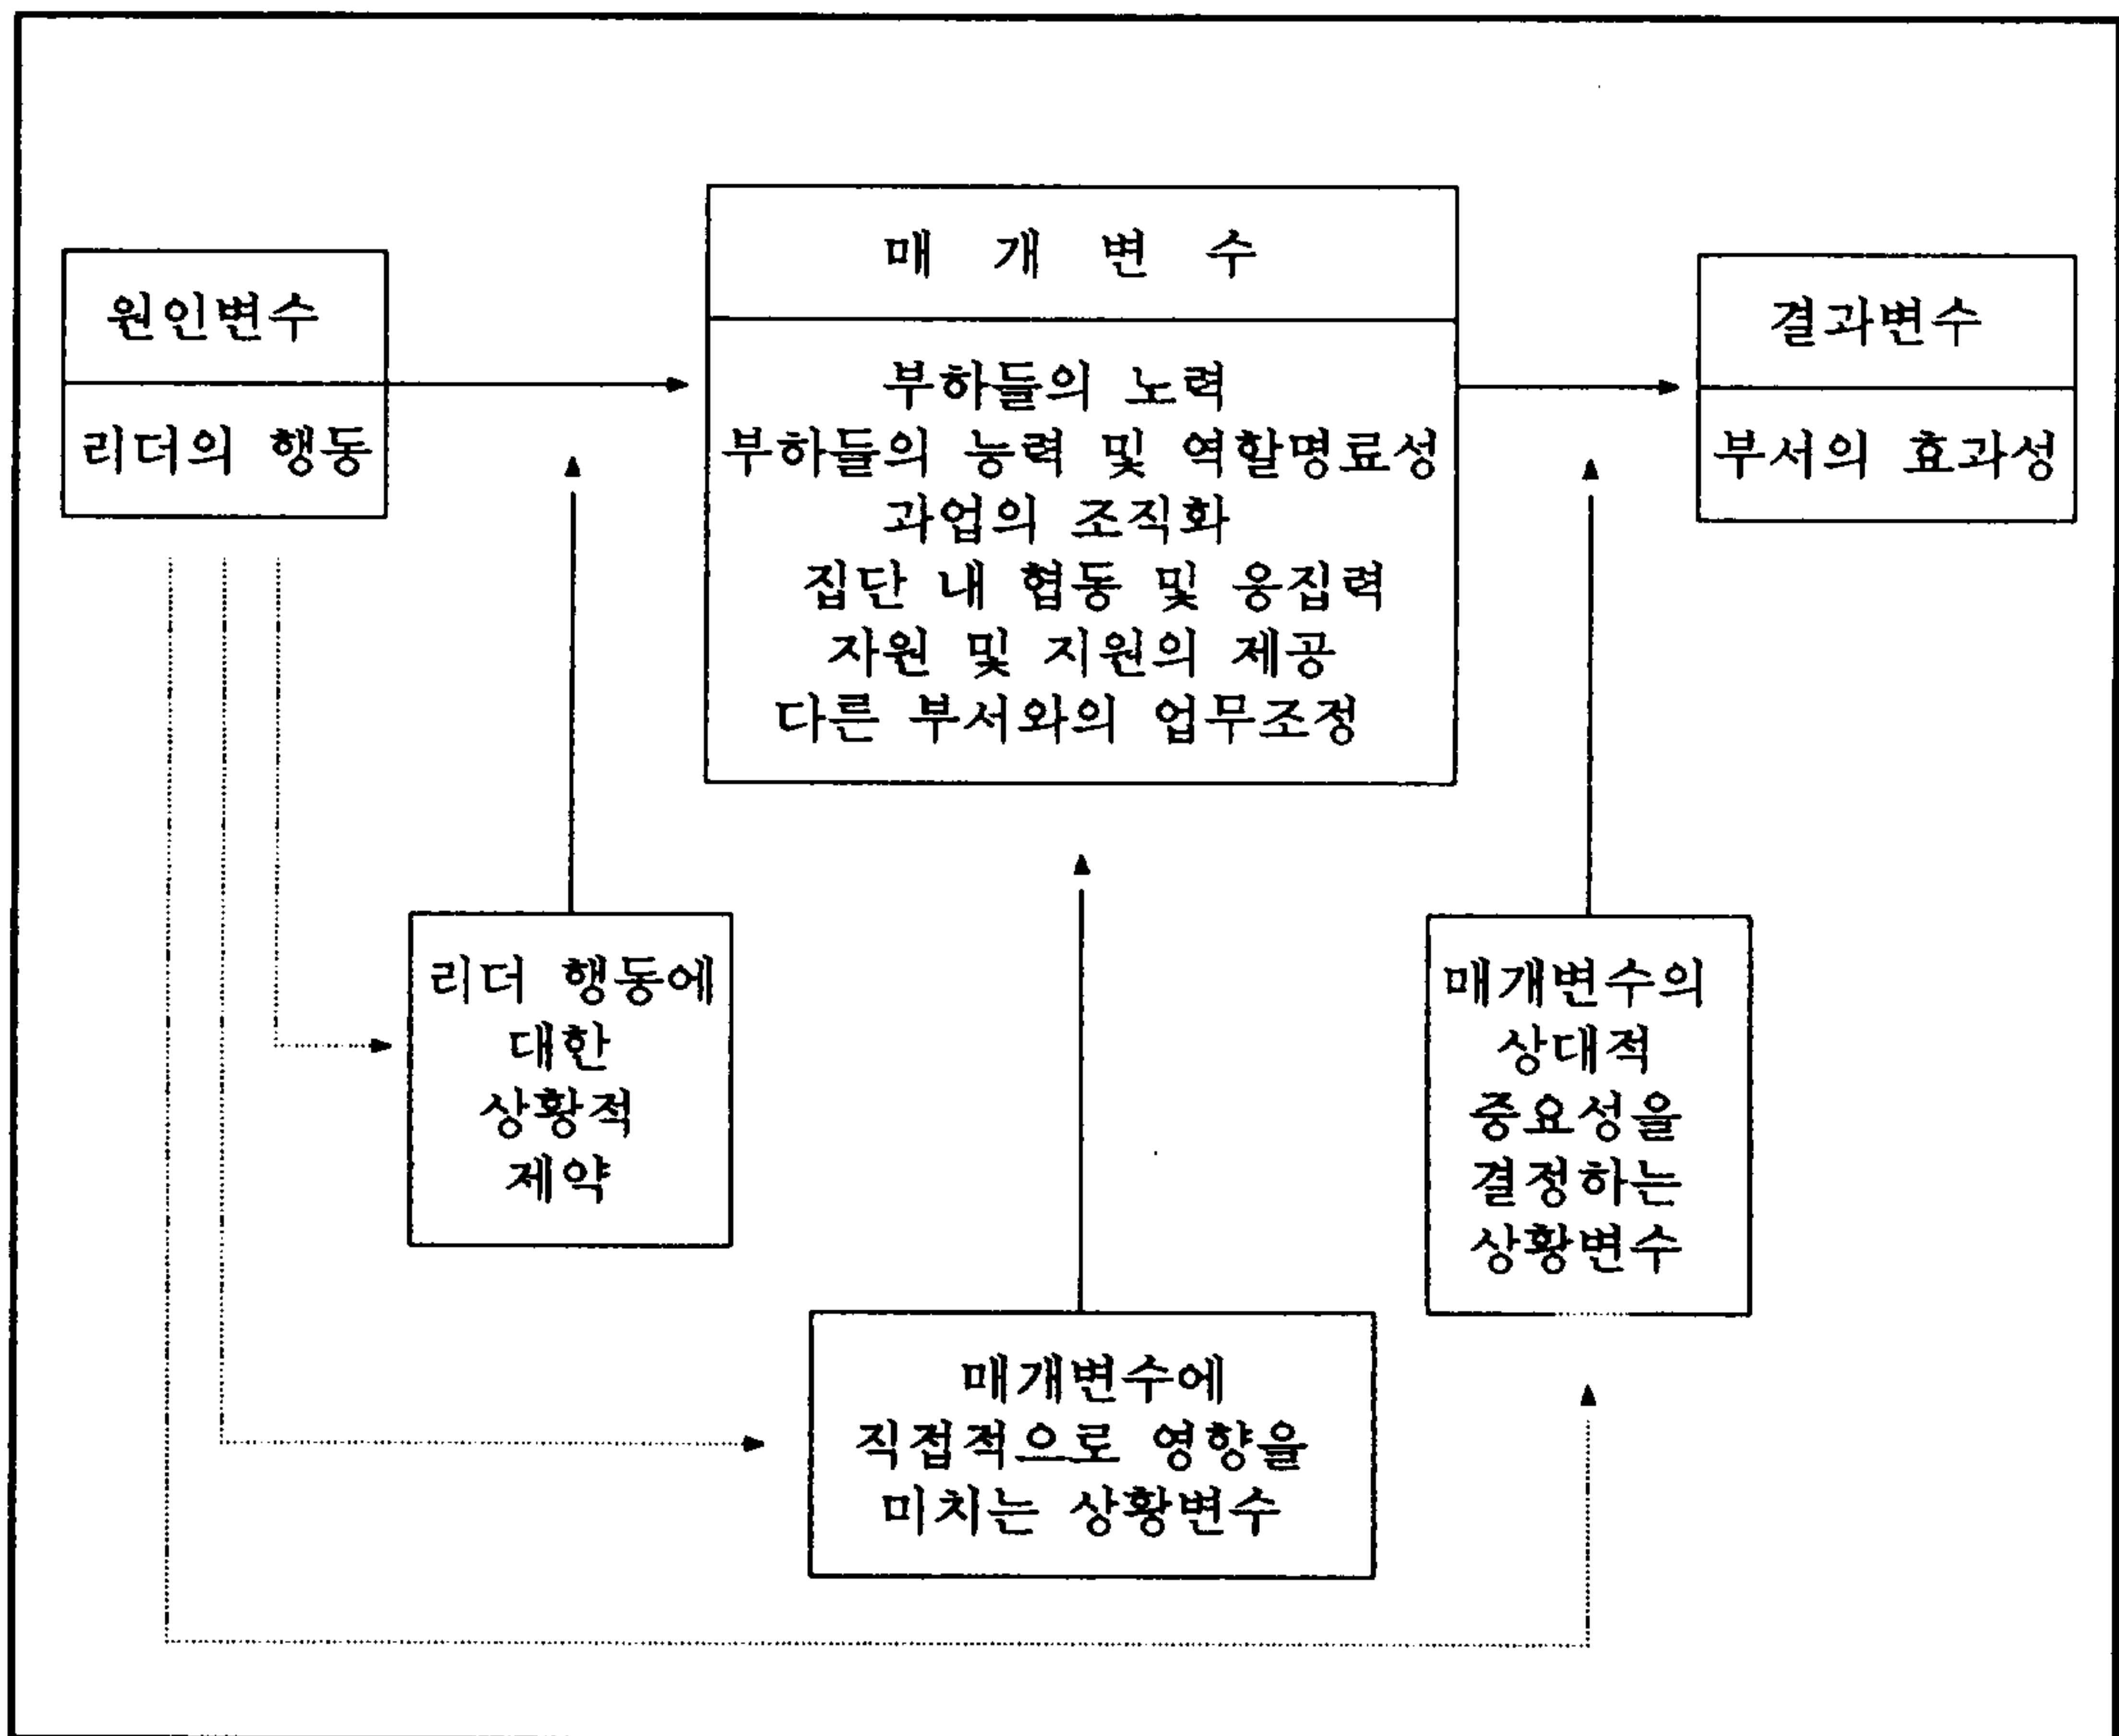 원인변수
리더의 행동
매 개 변 수
부하들의 노력
부하들의 능력 및 역할명료성
과업의 조직화
집단 내 협동 및 응집력
자원 및 지원의 제공
다른 부서와의 업무조정
결과변수
부서의 효과성
리더 행동에
대한
상황적
제약
매개변수에
직접적으로 영향을
미치는 상황변수
매개변수의
상대적
중요성을
결정하는
상황변수